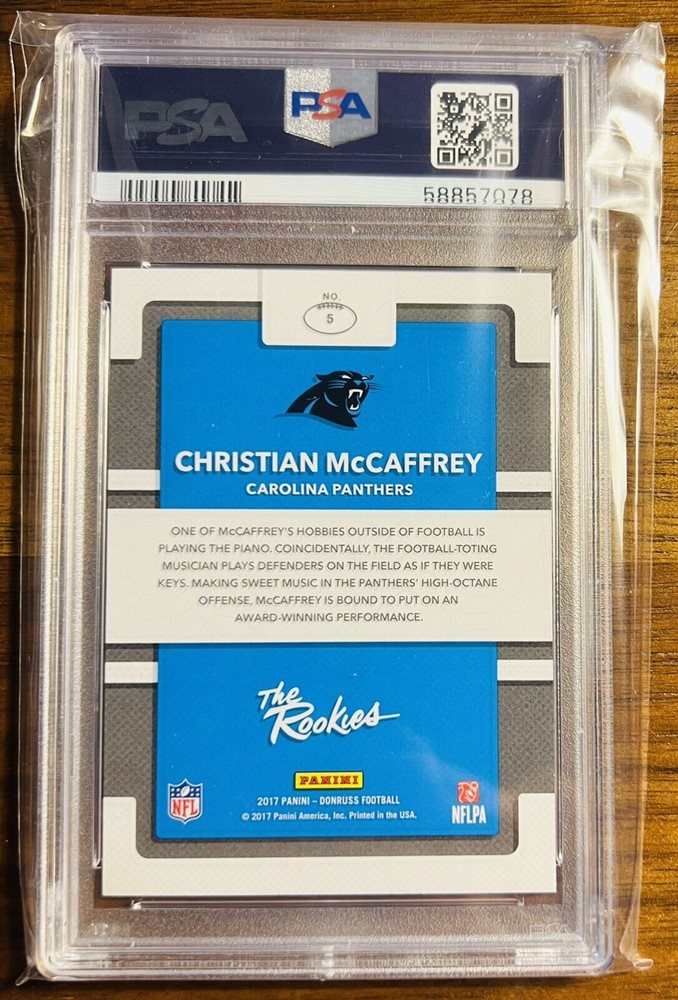 PSA
PSA
58857078
NO.
5
CHRISTIAN McCAFFREY
CAROLINA PANTHERS
ONE OF McCAFFREY'S HOBBIES OUTSIDE OF FOOTBALL IS
PLAYING THE PIANO. COINCIDENTALLY, THE FOOTBALL-TOTING
MUSICIAN PLAYS DEFENDERS ON THE FIELD AS IF THEY WERE
KEYS. MAKING SWEET MUSIC IN THE PANTHERS' HIGH-OCTANE
OFFENSE, McCAFFREY IS BOUND TO PUT ON AN
AWARD-WINNING PERFORMANCE.
The
Rookies
PANINI
2017 PANINI – DONRUSS FOOTBALL
© 2017 Panini America, Inc. Printed in the USA.
NFL
NFLPA
PSA